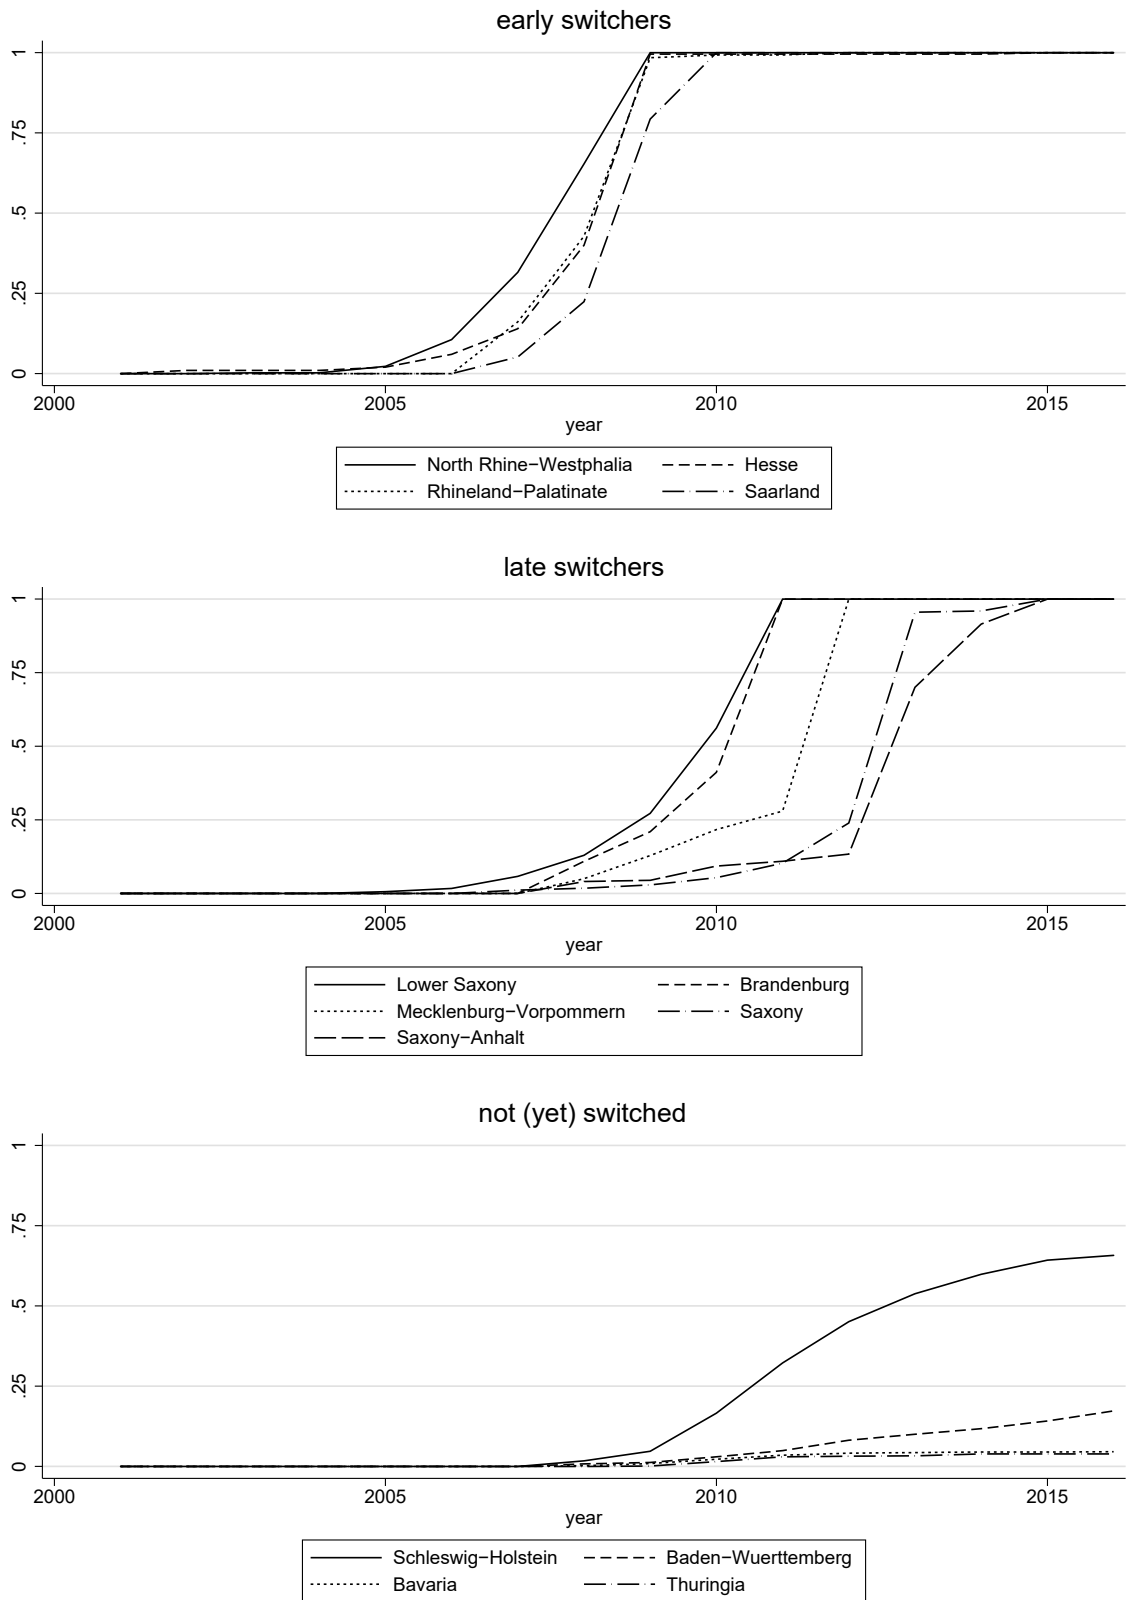 early switchers
1
.75
.5
.25
0
2000 2005 2010 2015
year
North Rhine−Westphalia Hesse
Rhineland−Palatinate Saarland
late switchers
1
.75
.5
.25
0
2000 2005 2010 2015
year
Lower Saxony Brandenburg
Mecklenburg−Vorpommern Saxony
Saxony−Anhalt
not (yet) switched
1
.75
.5
.25
0
2000 2005 2010 2015
year
Schleswig−Holstein Baden−Wuerttemberg
Bavaria Thuringia